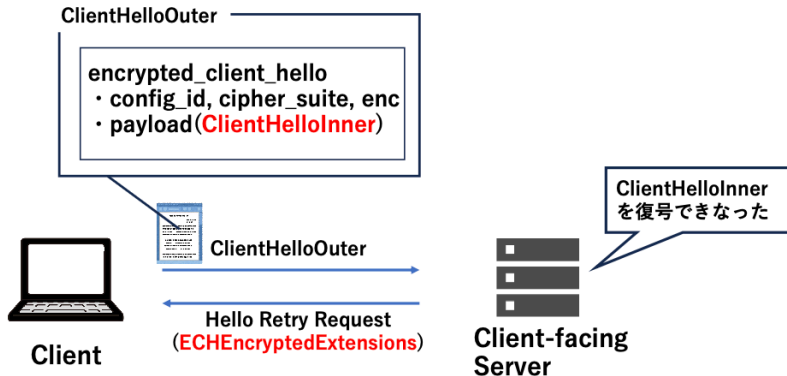 ClientHelloOuter
encrypted_client_hello
・config_id, cipher_suite, enc
・payload(ClientHelloInner)
ClientHelloInner
を復号できなった
ClientHelloOuter
Hello Retry Request
(ECHEncryptedExtensions)
Client
Client-facing
Server